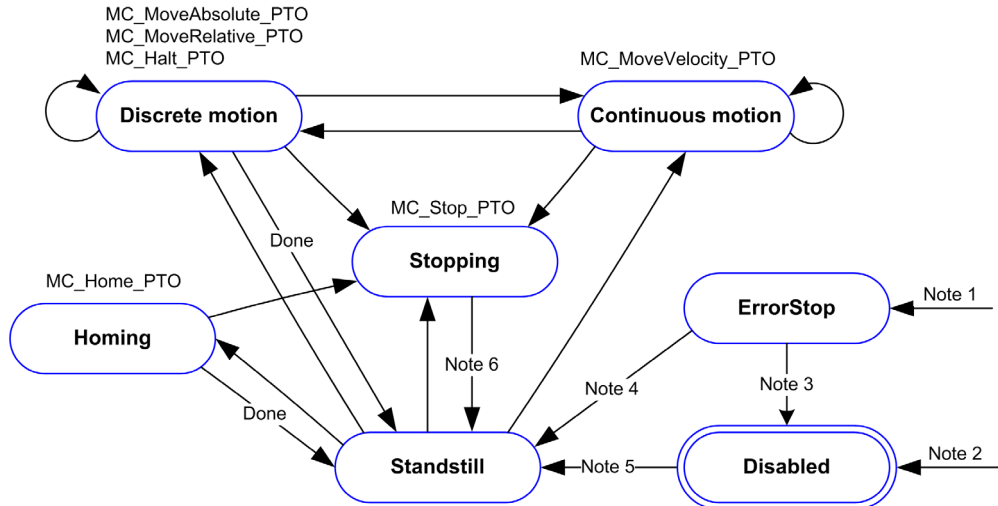 MC_MoveAbsolute_PTO
MC_MoveRelative_PTO
MC_Halt_PTO
MC_MoveVelocity_PTO
Discrete motion
Continuous motion
MC_Stop_PTO
Done
Stopping
MC_Home_PTO
ErrorStop
Note 1
Homing
Note 6
Note 4
Note 3
Done
Standstill
Note 5
Disabled
Note 2